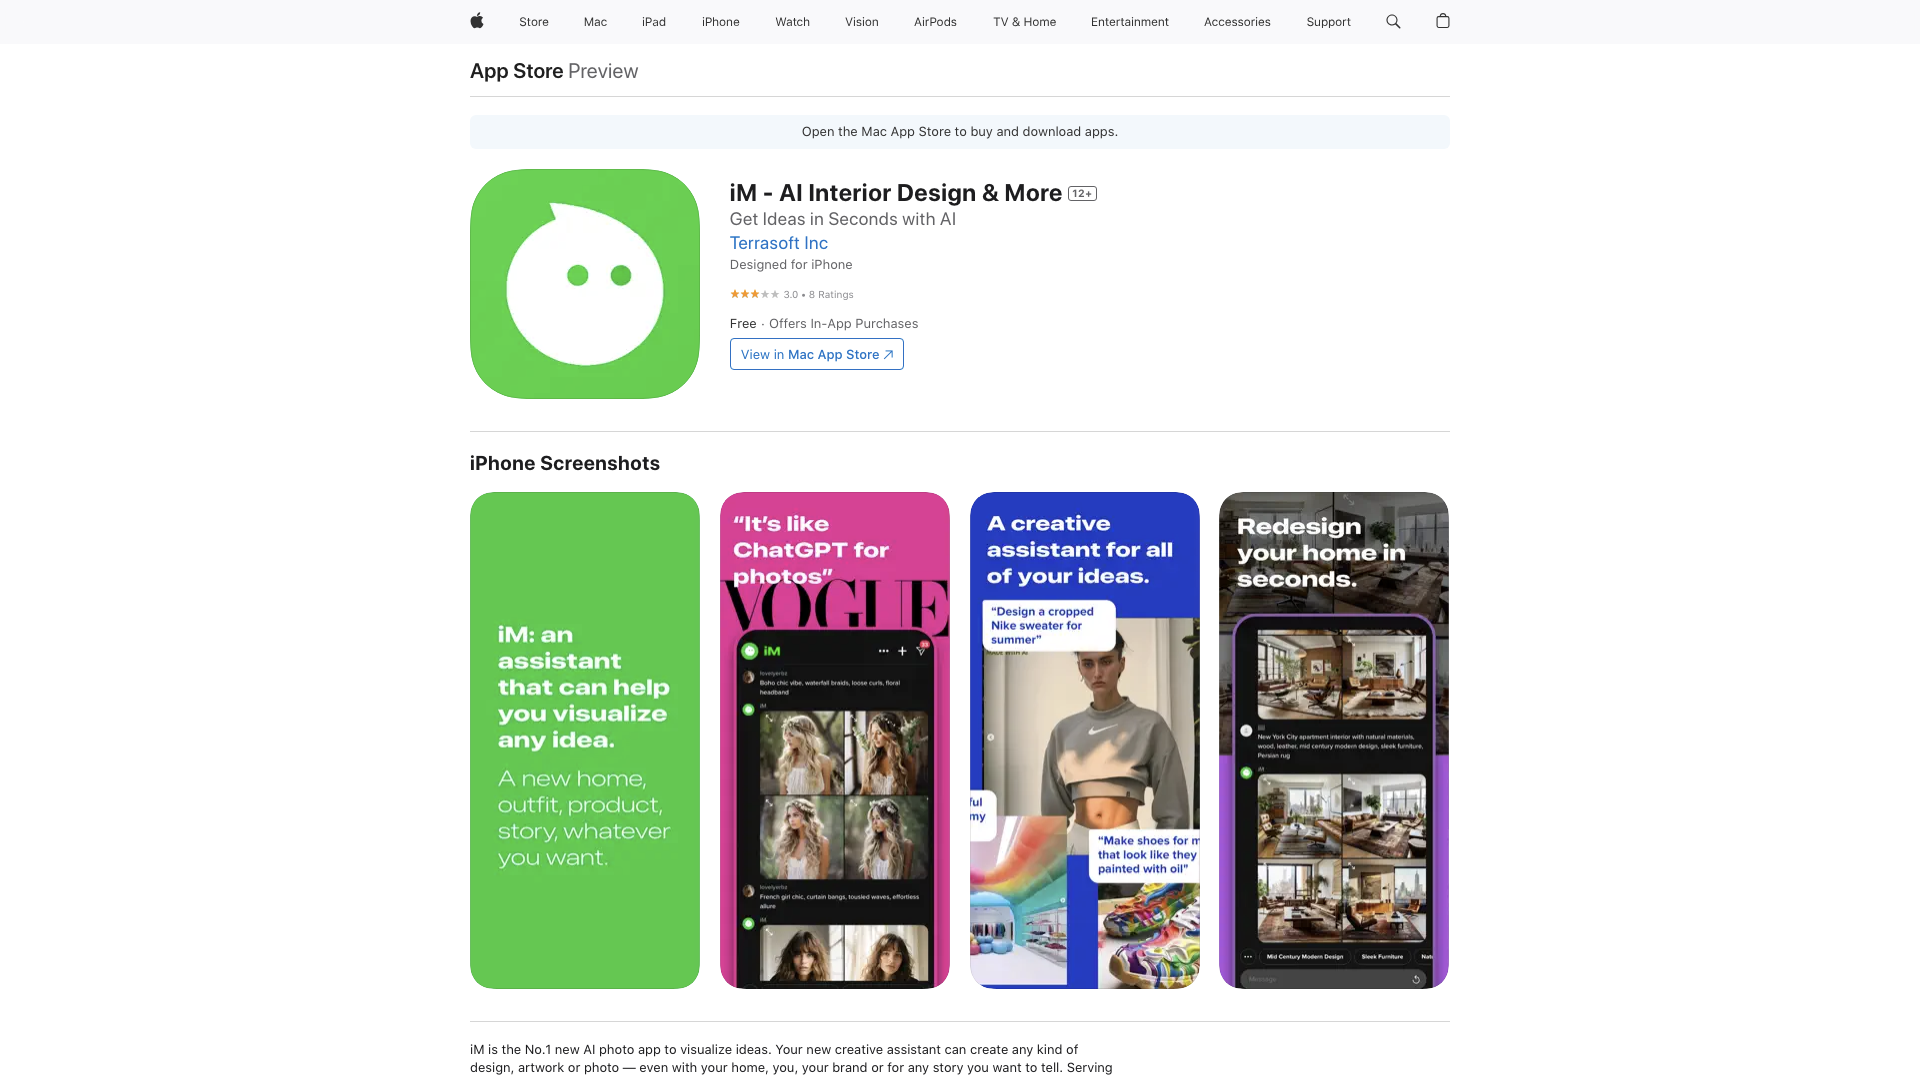 Store
Mac
iPad
iPhone
Watch
Vision
AirPods
TV & Home
Entertainment
Accessories
Support
App Store Preview
Open the Mac App Store to buy and download apps.
iM - AI Interior Design & More 12+
Get Ideas in Seconds with AI
Terrasoft Inc
Designed for iPhone
3.0 • 8 Ratings
Free · Offers In-App Purchases
View in Mac App Store
iPhone Screenshots
iM: an
assistant
that can help
you visualize
any idea.
A new home,
outfit, product,
story, whatever
you want.
“It’s like
ChatGPT for
photos”
VOGUE
iM
lovelyerbs
Boho chic vibe, waterfall braids, loose curls, floral
headband
iM
lovelyerbs
French girl chic, curtain bangs, tousled waves, effortless
allure
iM
A creative
assistant for all
of your ideas.
“Design a cropped
Nike sweater for
summer”
“Make shoes for m
that look like they
painted with oil”
Redesign
your home in
seconds.
New York City apartment interior with natural materials,
wood, leather, mid century modern design, sleek furniture,
Persian rug
iM
Mid Century Modern Design
Sleek Furniture
Message
iM is the No.1 new AI photo app to visualize ideas. Your new creative assistant can create any kind of
design, artwork or photo — even with your home, you, your brand or for any story you want to tell. Serving